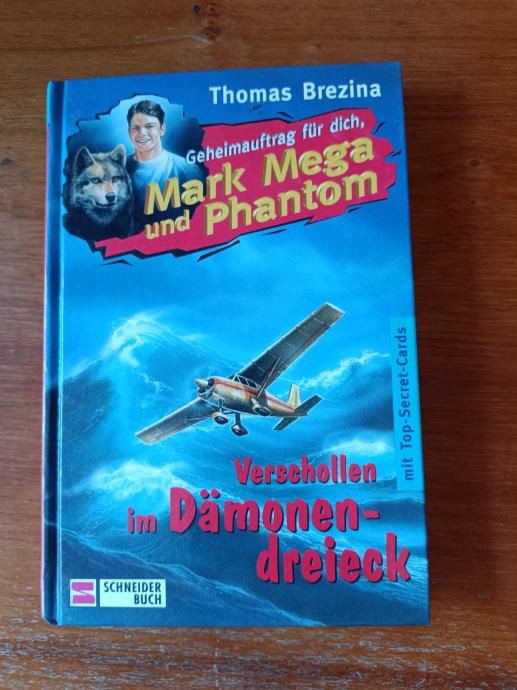 Thomas Brezina
Geheimauftrag für dich,
Mark Mega
und Phantom
mit Top-Secret-Cards
Verschollen
im Dämonen-
dreieck
SCHNEIDER
BUCH